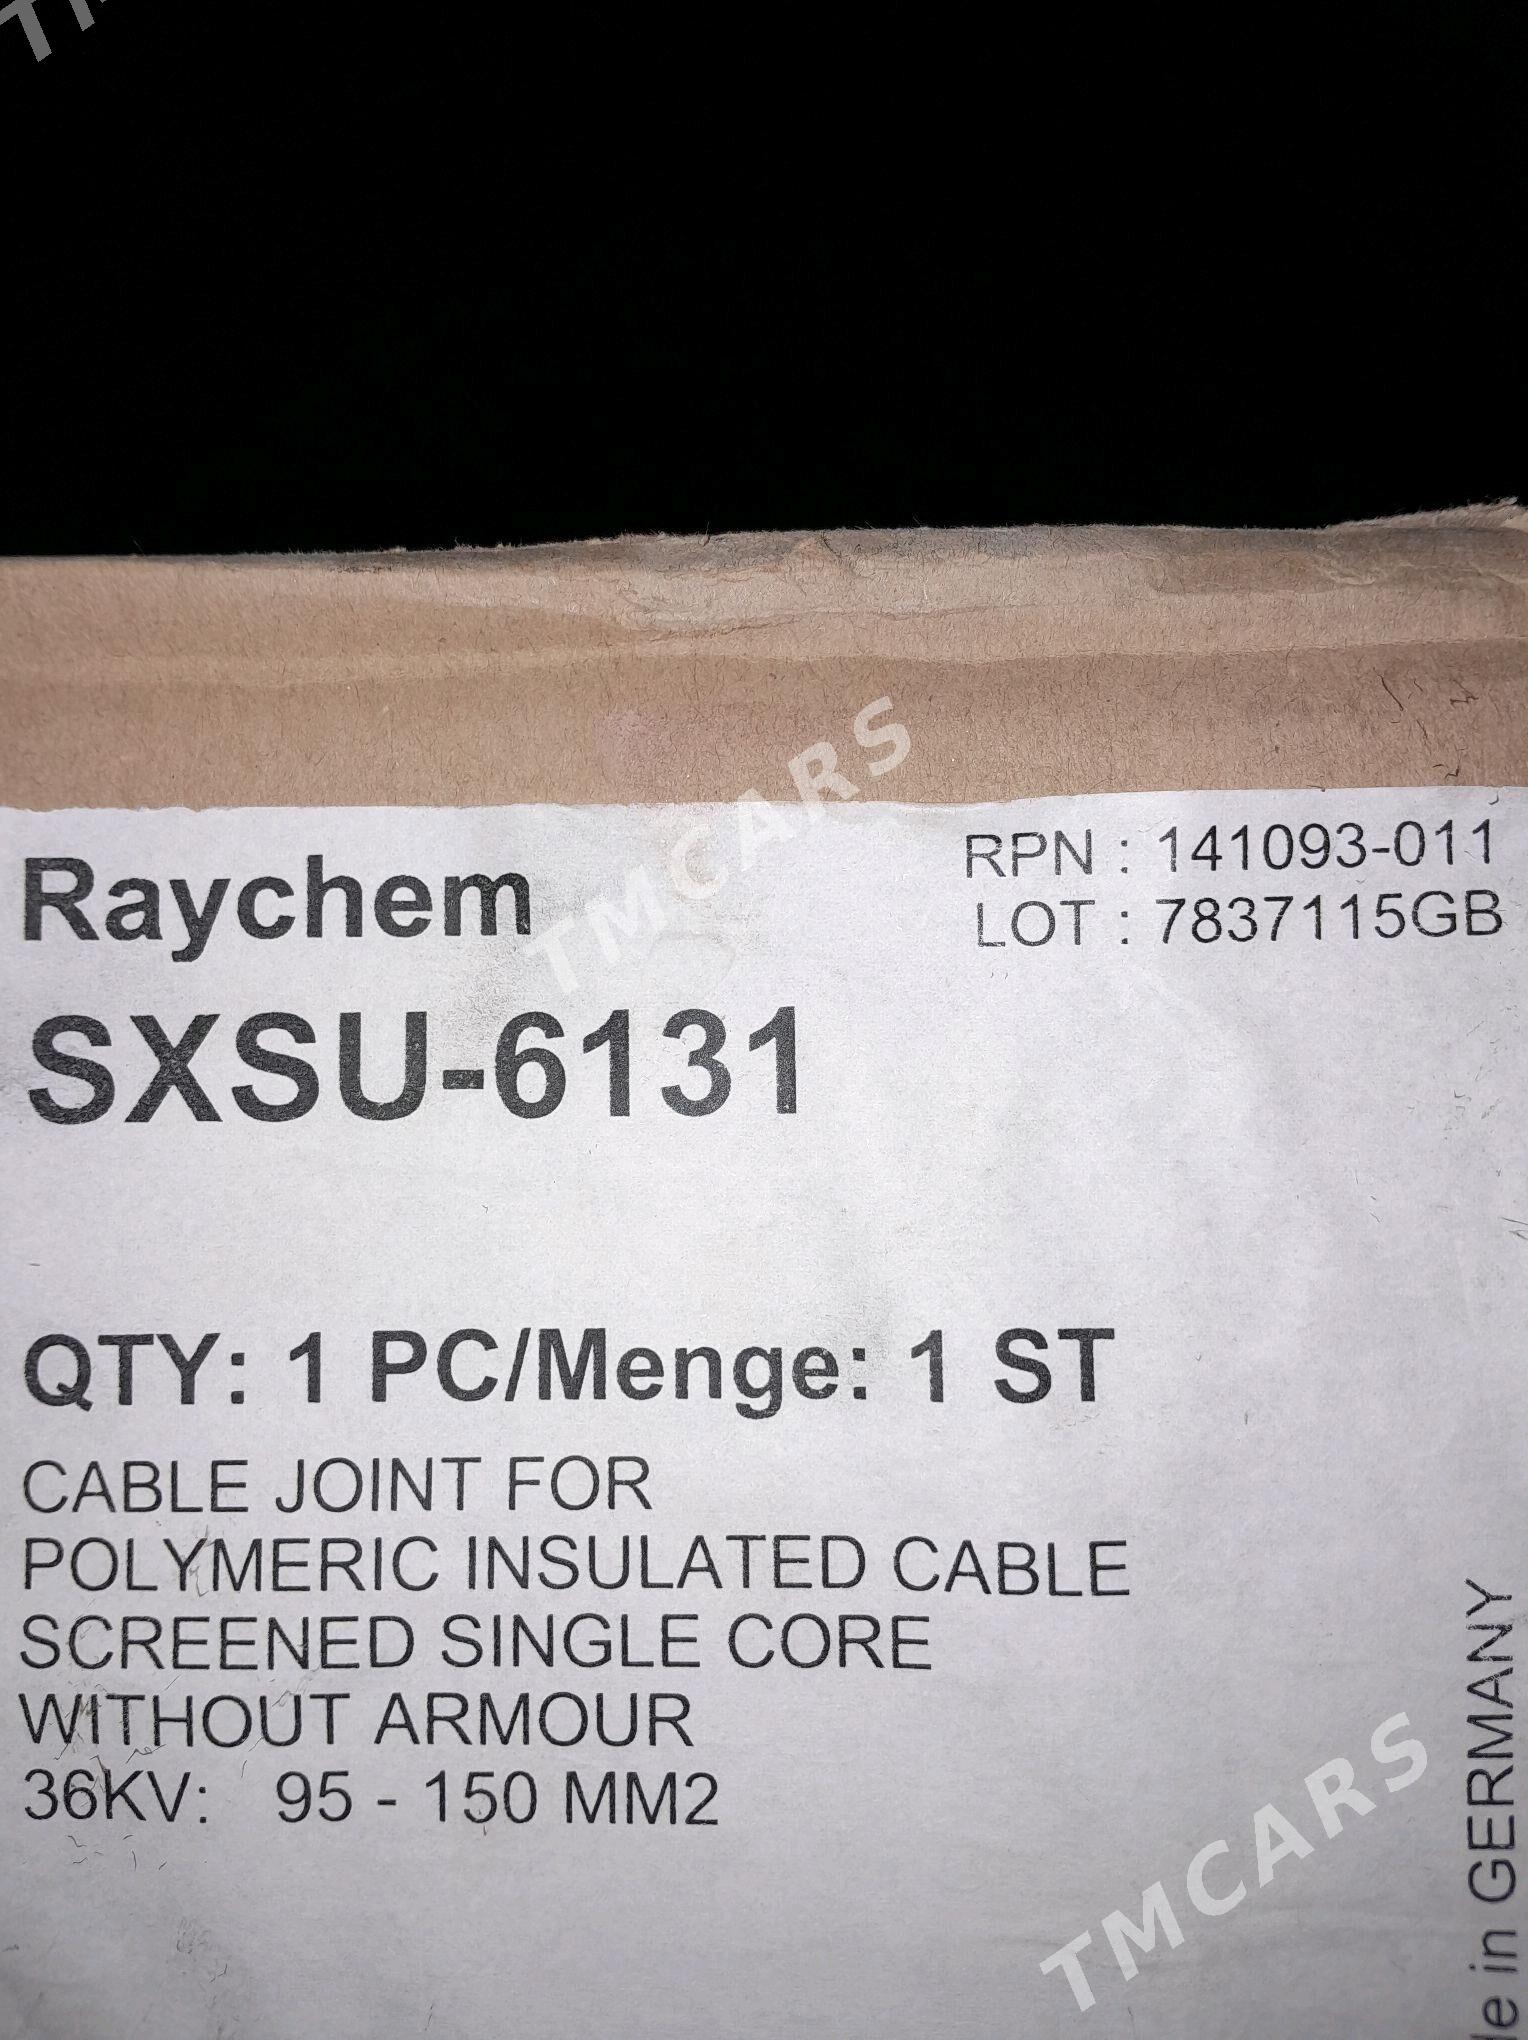 TMCARS
Raychem
RPN : 141093-011
LOT : 7837115GB
SXSU-6131
QTY: 1 PC/Menge: 1 ST
CABLE JOINT FOR
POLYMERIC INSULATED CABLE
SCREENED SINGLE CORE
WITHOUT ARMOUR
36KV: 95 - 150 MM2
in GERMANY
TMCARS